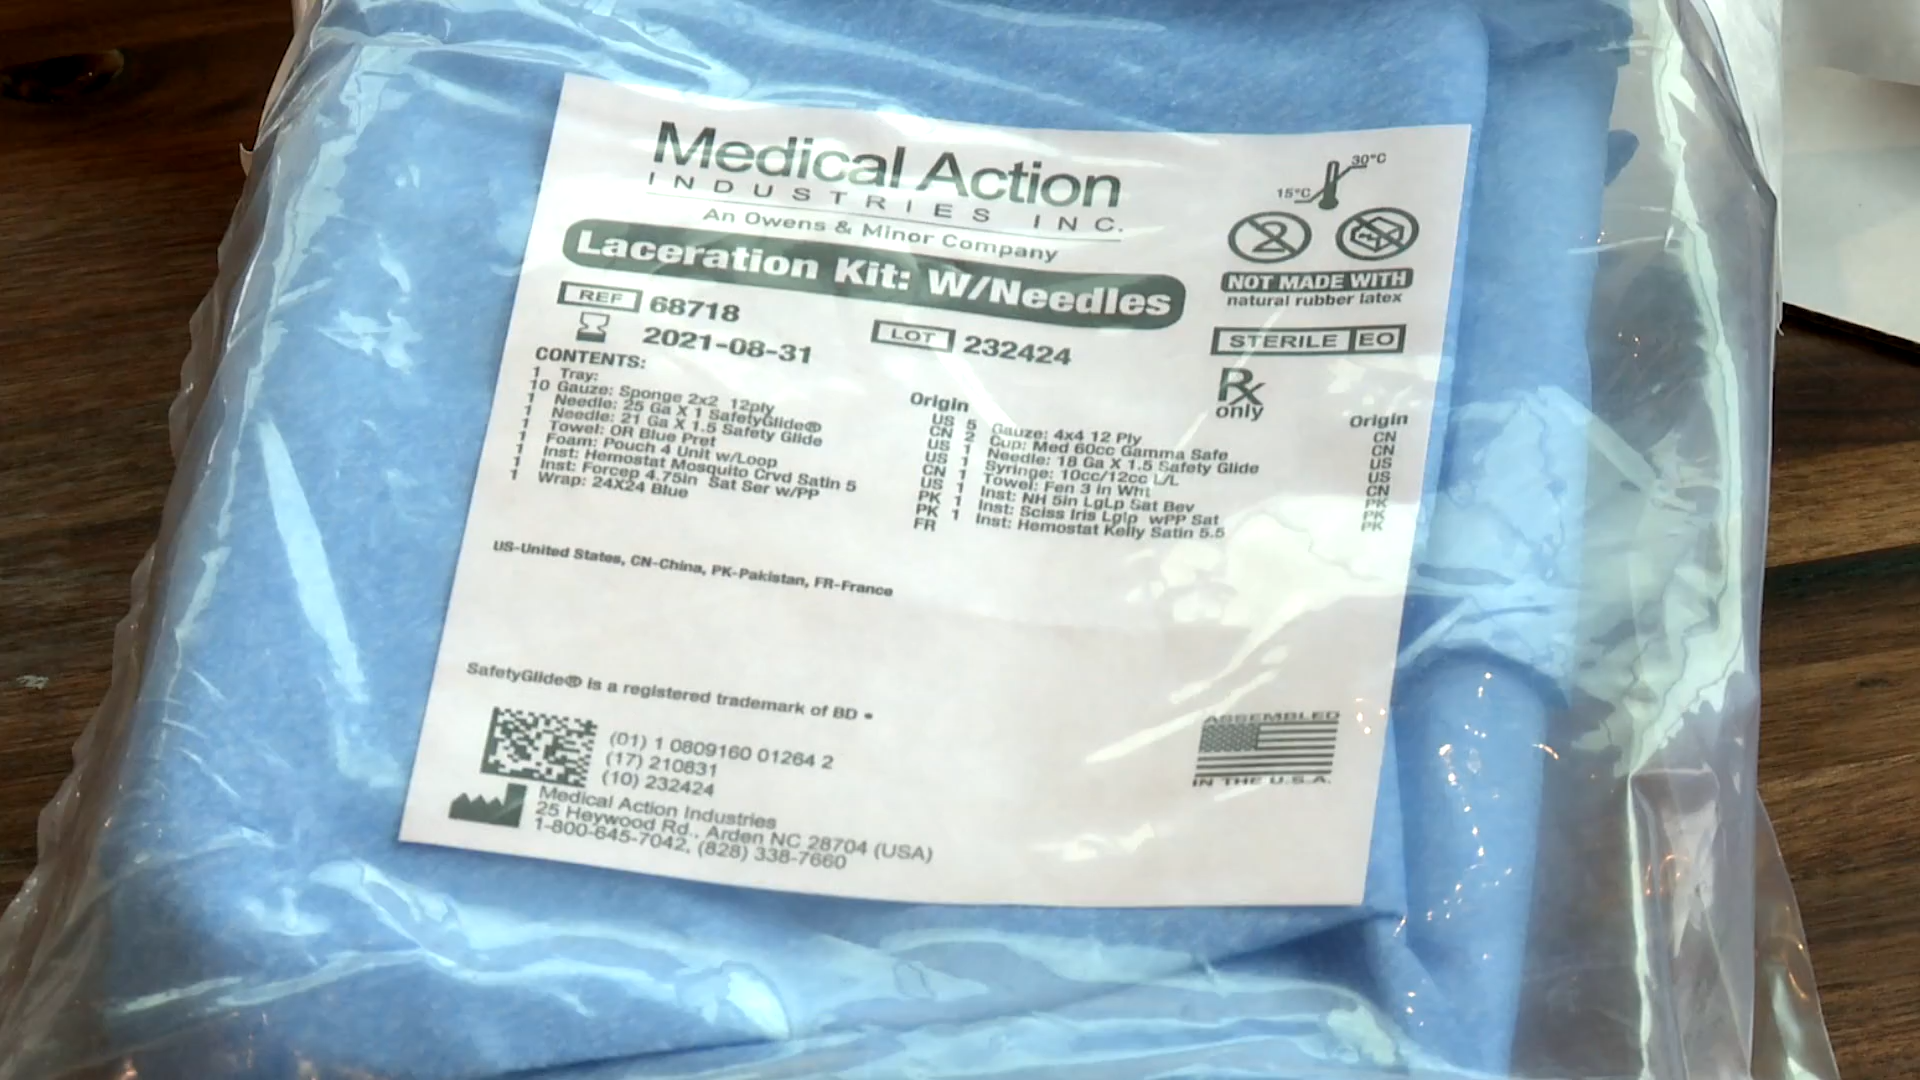 Medical Action
INDUSTRIES INC.
An Owens & Minor Company
Laceration Kit: W/Needles
REF 68718
2021-08-31
LOT 232424
30°C
15°C
2
NOT MADE WITH
natural rubber latex
STERILE EO
Rx
only
CONTENTS:
Origin
1 Tray: US
10 Gauze: Sponge 2x2 12ply CN
1 Needle: 25 Ga X 1 SafetyGlide® US
1 Needle: 21 Ga X 1.5 Safety Glide US
1 Towel: OR Blue Pret CN
1 Foam: Pouch 4 Unit w/Loop US
1 Inst: Hemostat Mosquito Crvd Satin 5 PK
1 Inst: Forcep 4.75in Sat Ser w/PP PK
1 Wrap: 24X24 Blue FR
Origin
5 Gauze: 4x4 12 Ply CN
2 Cup: Med 60cc Gamma Safe CN
1 Needle: 18 Ga X 1.5 Safety Glide US
1 Syringe: 10cc/12cc L/L US
1 Towel: Fen 3 in Wht CN
1 Inst: NH 5in LgLp Sat Bev PK
1 Inst: Sciss Iris Lglp wPP Sat PK
1 Inst: Hemostat Kelly Satin 5.5 PK
US-United States, CN-China, PK-Pakistan, FR-France
SafetyGlide® is a registered trademark of BD •
(01) 1 0809160 01264 2
(17) 210831
(10) 232424
Medical Action Industries
25 Heywood Rd., Arden NC 28704 (USA)
1-800-645-7042, (828) 338-7660
ASSEMBLED
IN THE U.S.A.